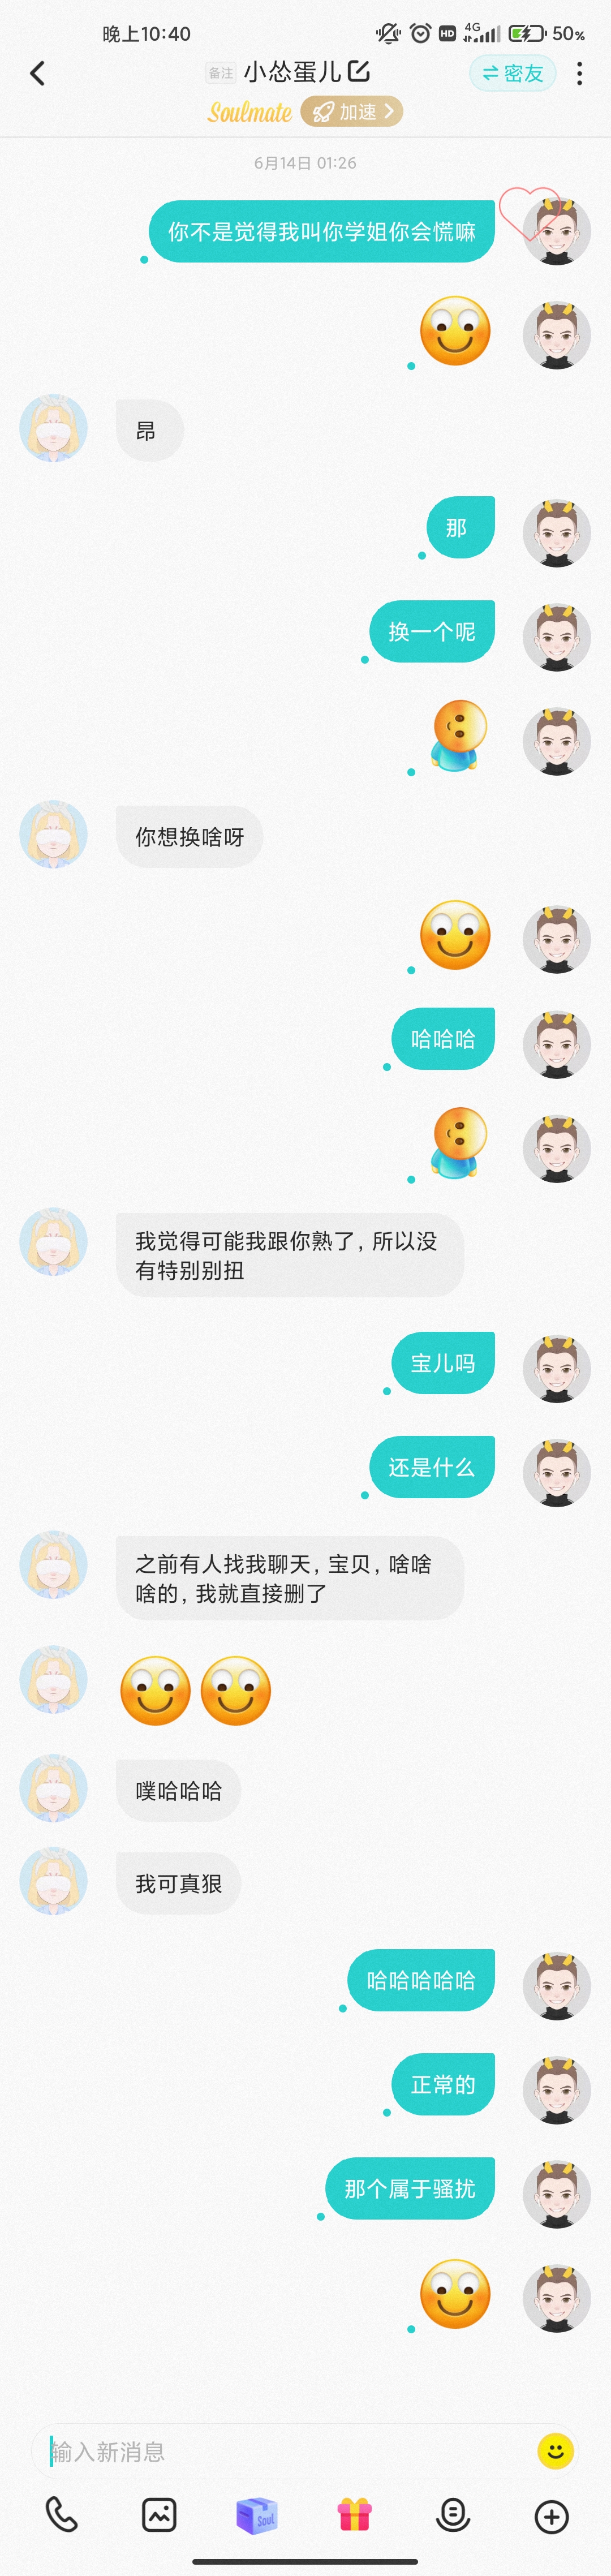 晚上10:40
HD 4G 50%
备注 小怂蛋儿 密友
Soulmate 加速
6月14日 01:26
你不是觉得我叫你学姐你会慌嘛
昂
那
换一个呢
你想换啥呀
哈哈哈
我觉得可能我跟你熟了, 所以没
有特别别扭
宝儿吗
还是什么
之前有人找我聊天, 宝贝, 啥啥
啥的, 我就直接删了
噗哈哈哈
我可真狠
哈哈哈哈哈
正常的
那个属于骚扰
输入新消息
Soul